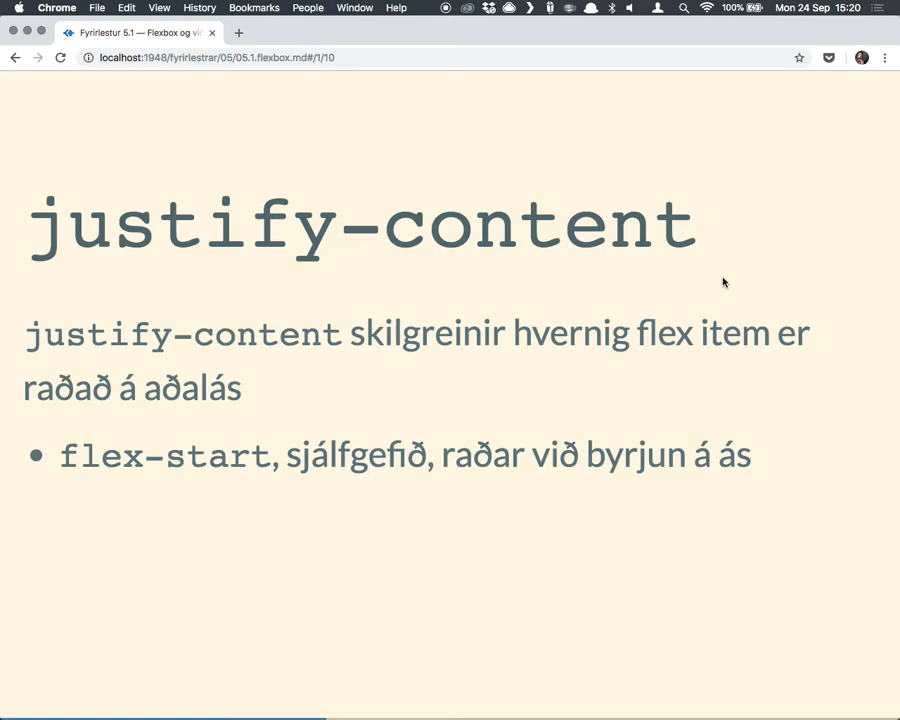 Chrome File Edit View History Bookmarks People Window Help 100% Mon 24 Sep 15:20
Fyrirlestur 5.1 — Flexbox og við
localhost:1948/fyrirlestrar/05/05.1.flexbox.md#/1/10
justify-content
justify-content skilgreinir hvernig flex item er
raðað á aðalás
• flex-start, sjálfgefið, raðar við byrjun á ás